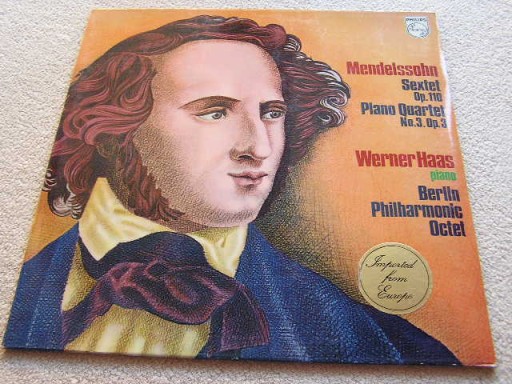 PHILIPS
Mendelssohn
Sextet
Op.110
Piano Quartet
No.3, Op.3
Werner Haas
piano
Berlin
Philharmonic
Octet
Imported
from
Europe